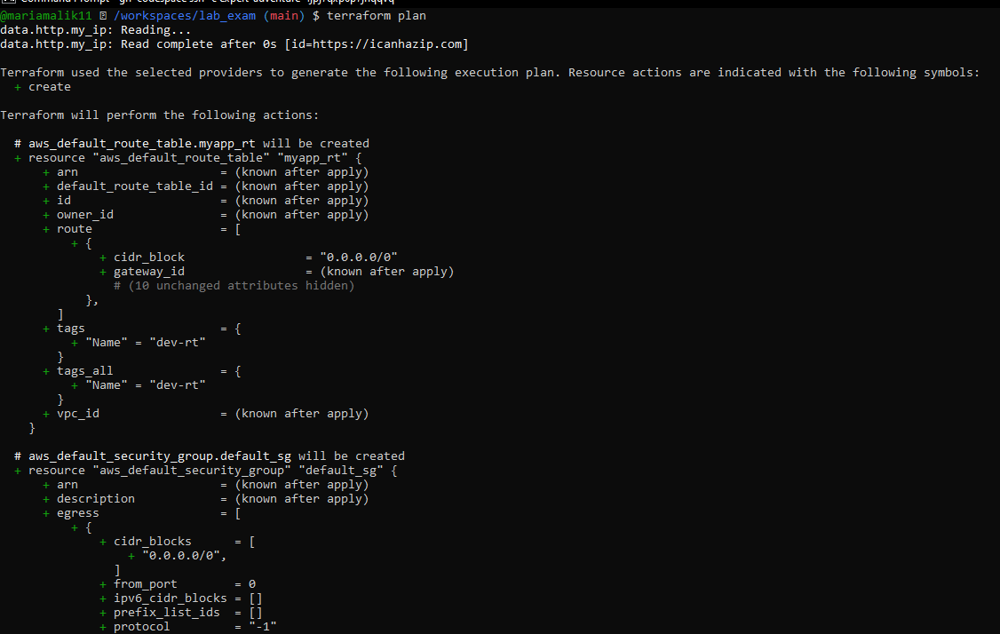 @mariamalik11 /workspaces/lab_exam (main) $ terraform plan
data.http.my_ip: Reading...
data.http.my_ip: Read complete after 0s [id=https://icanhazip.com]
Terraform used the selected providers to generate the following execution plan. Resource actions are indicated with the following symbols:
+ create
Terraform will perform the following actions:
# aws_default_route_table.myapp_rt will be created
+ resource "aws_default_route_table" "myapp_rt" {
+ arn = (known after apply)
+ default_route_table_id = (known after apply)
+ id = (known after apply)
+ owner_id = (known after apply)
+ route = [
+ {
+ cidr_block = "0.0.0.0/0"
+ gateway_id = (known after apply)
# (10 unchanged attributes hidden)
},
]
+ tags = {
+ "Name" = "dev-rt"
}
+ tags_all = {
+ "Name" = "dev-rt"
}
+ vpc_id = (known after apply)
}
# aws_default_security_group.default_sg will be created
+ resource "aws_default_security_group" "default_sg" {
+ arn = (known after apply)
+ description = (known after apply)
+ egress = [
+ {
+ cidr_blocks = [
+ "0.0.0.0/0",
]
+ from_port = 0
+ ipv6_cidr_blocks = []
+ prefix_list_ids = []
+ protocol = "-1"